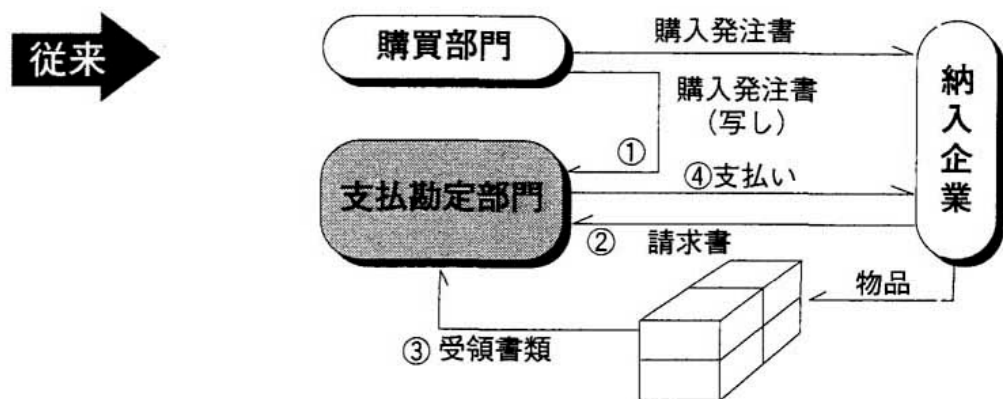 従来
購買部門
購入発注書
購入発注書
(写し)
①
支払勘定部門
④支払い
② 請求書
納入企業
物品
③ 受領書類